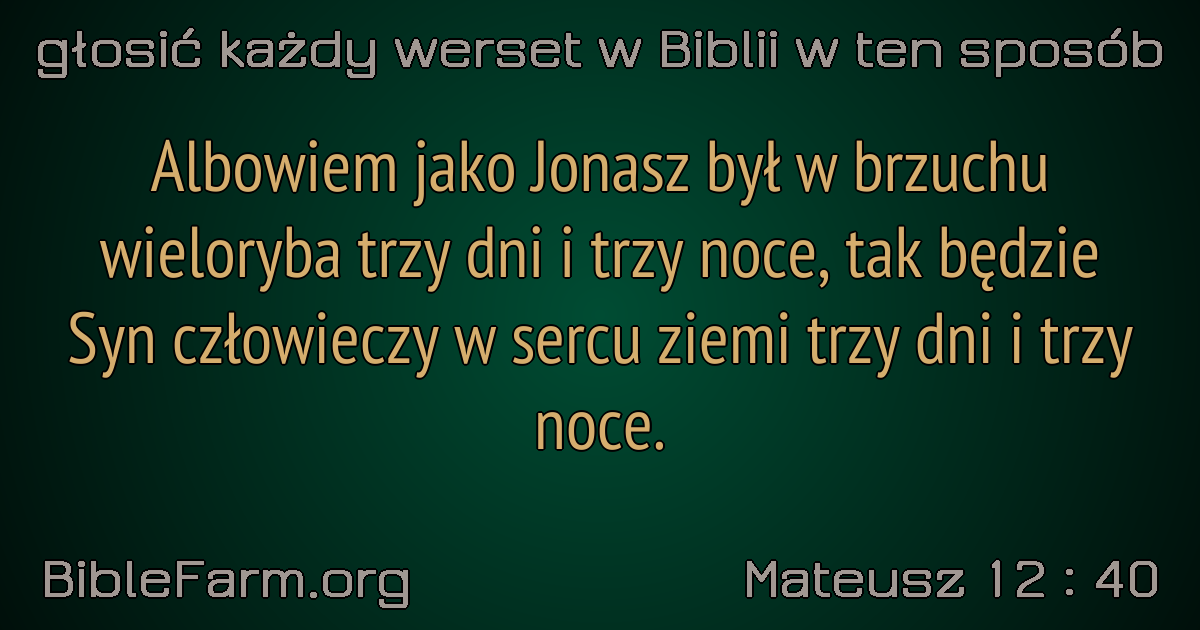 głosić każdy werset w Biblii w ten sposób
Albowiem jako Jonasz był w brzuchu
wieloryba trzy dni i trzy noce, tak będzie
Syn człowieczy w sercu ziemi trzy dni i trzy
noce.
BibleFarm.org
Mateusz 12 : 40